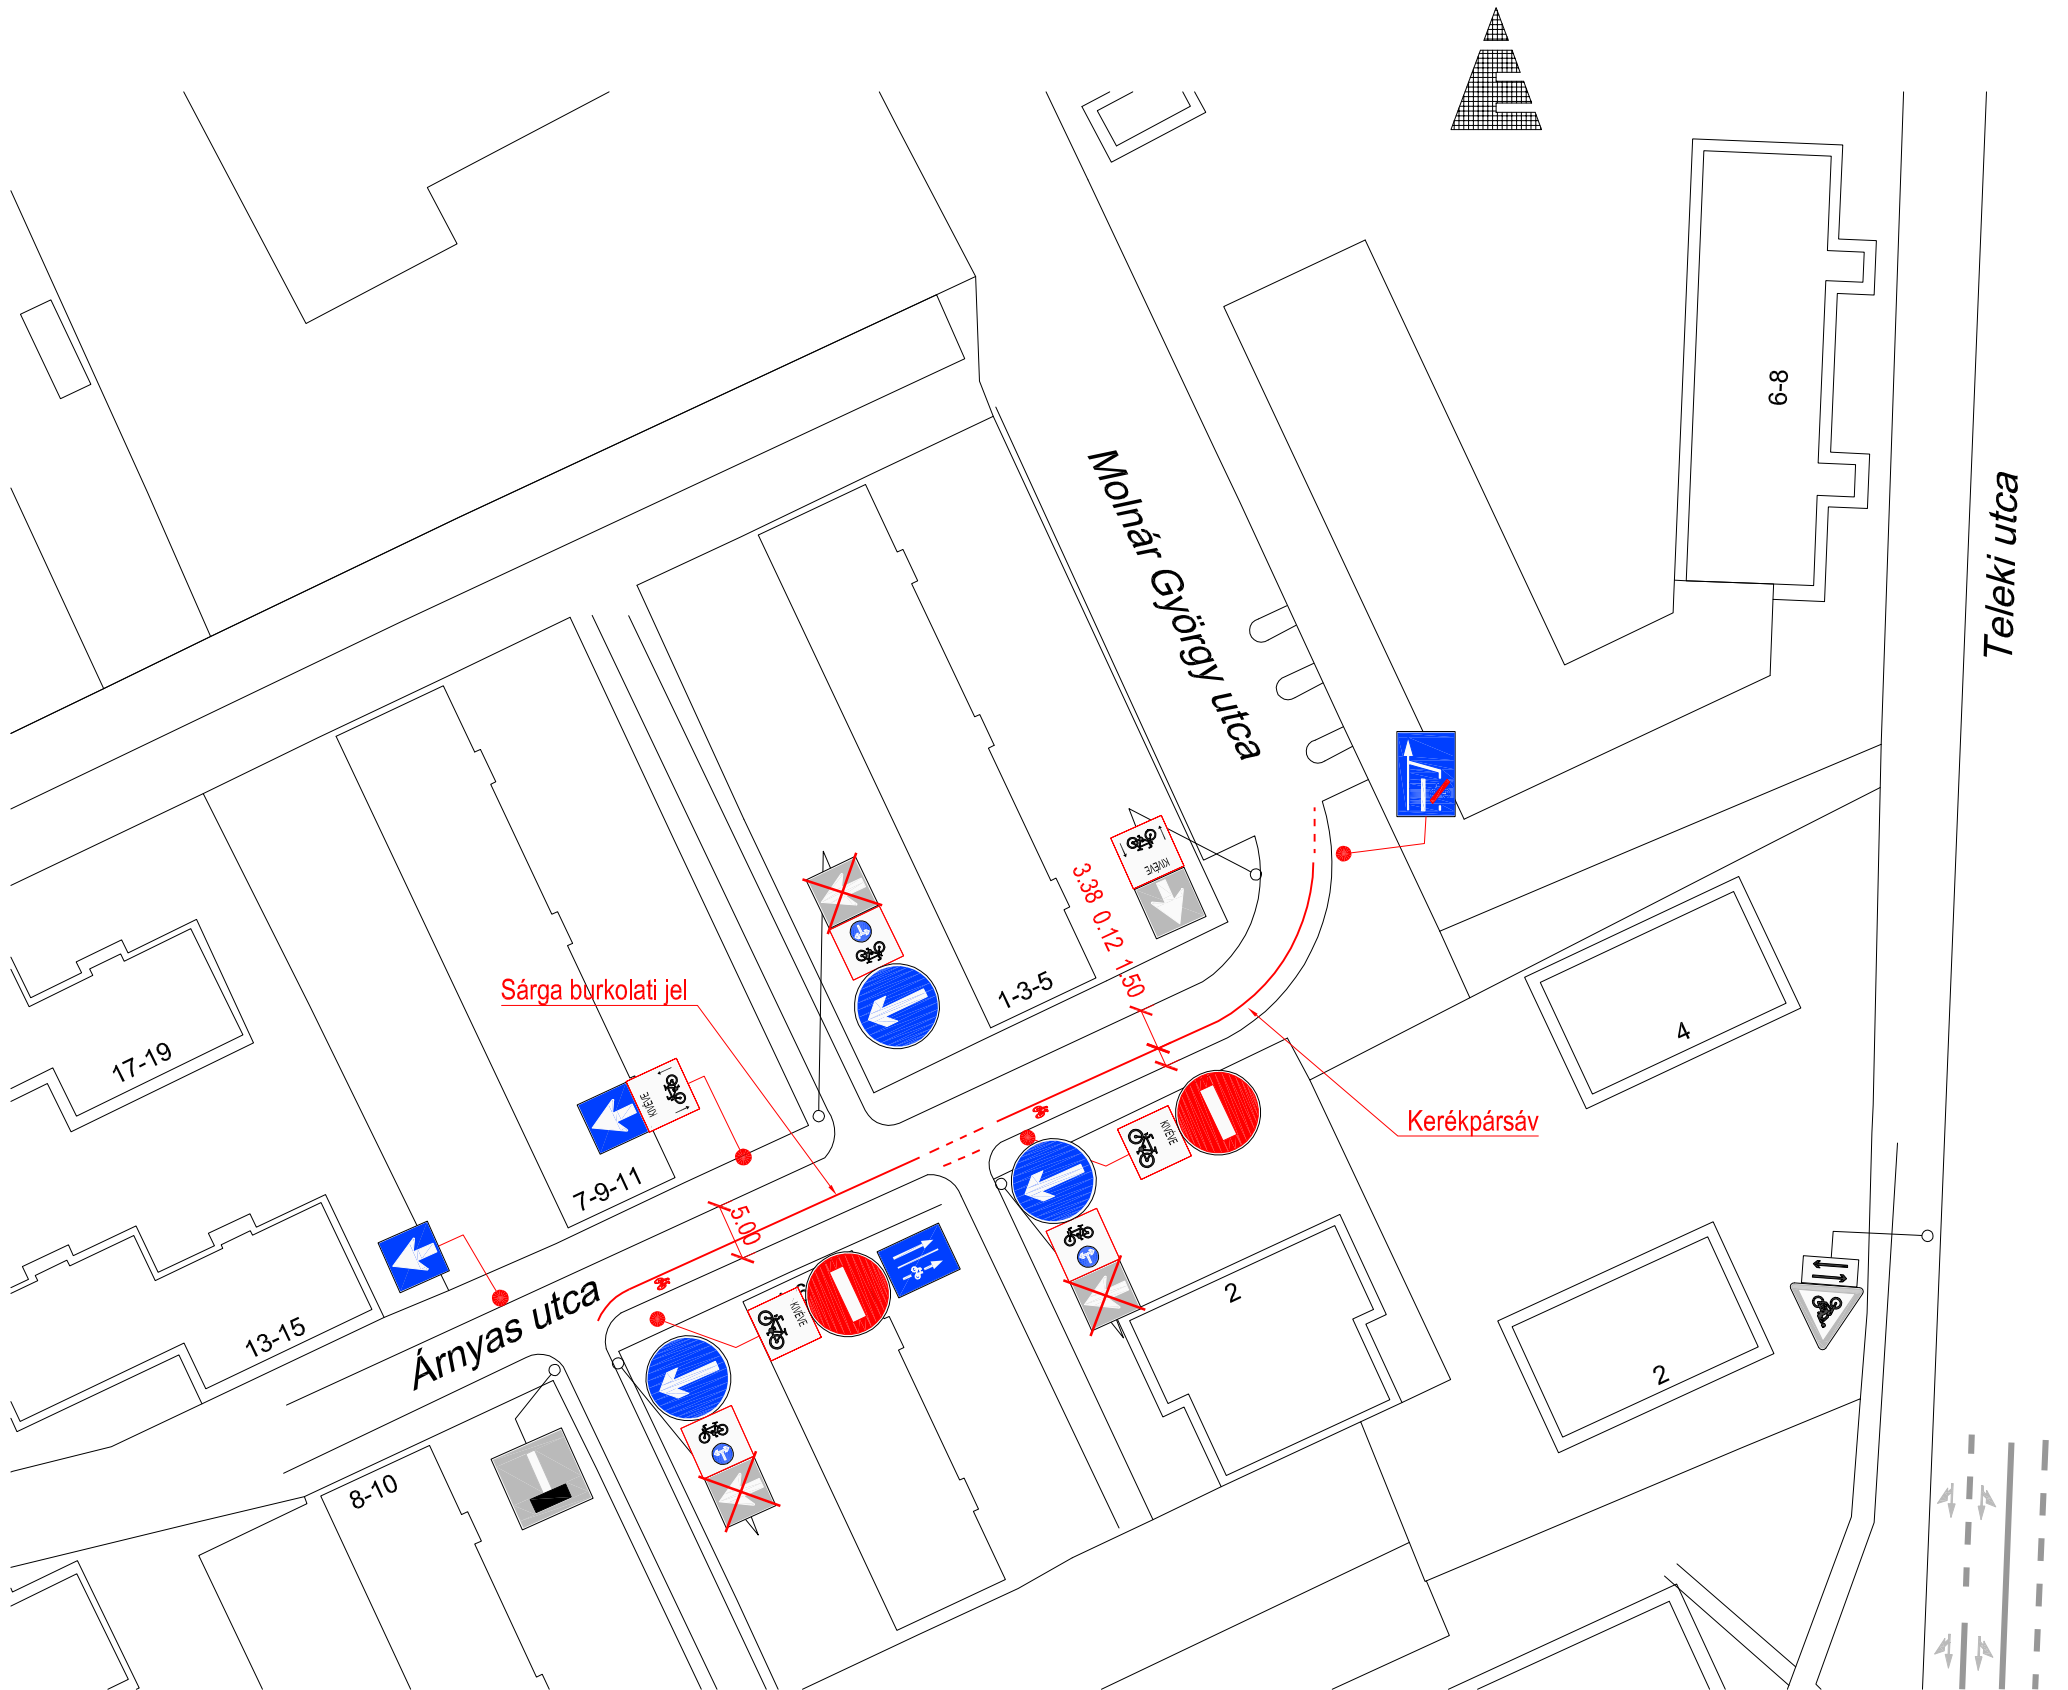 É
6-8
Teleki utca
Molnár György utca
KIVÉVE
3.38 0.12 1.50
Sárga burkolati jel
1-3-5
4
17-19
KIVÉVE
Kerékpársáv
KIVÉVE
7-9-11
5.00
2
KIVÉVE
13-15
Árnyas utca
2
8-10